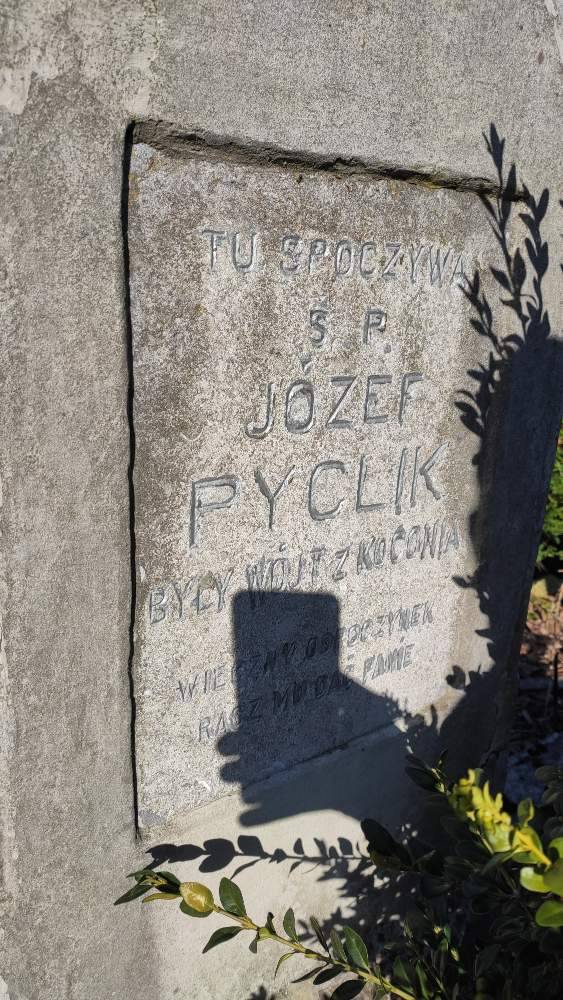 TU SPOCZYWA
Ś. P.
JÓZEF
PYCLIK
BYŁY WÓJT Z KOCONIA
WIECZNY ODPOCZYNEK
RACZ MU DAĆ PANIE